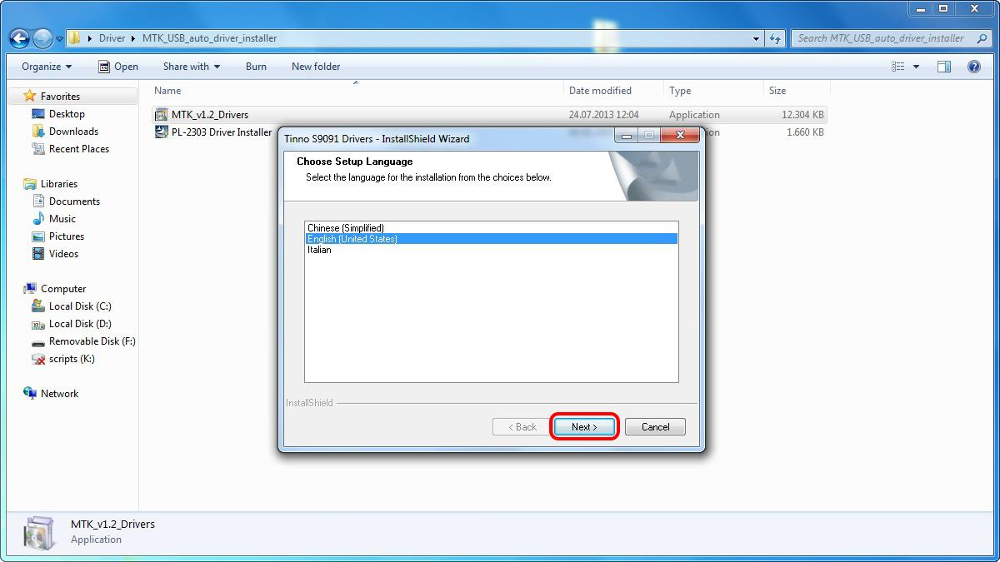 Driver MTK_USB_auto_driver_installer
Search MTK_USB_auto_driver_installer
Organize Open Share with Burn New folder
Favorites
Desktop
Downloads
Recent Places
Libraries
Documents
Music
Pictures
Videos
Computer
Local Disk (C:)
Local Disk (D:)
Removable Disk (F:)
scripts (K:)
Network
Name Date modified Type Size
MTK_v1.2_Drivers 24.07.2013 12:04 Application 12.304 KB
PL-2303 Driver Installer 1.660 KB
Tinno S9091 Drivers - InstallShield Wizard
Choose Setup Language
Select the language for the installation from the choices below.
Chinese (Simplified)
English (United States)
Italian
InstallShield
< Back Next > Cancel
MTK_v1.2_Drivers
Application